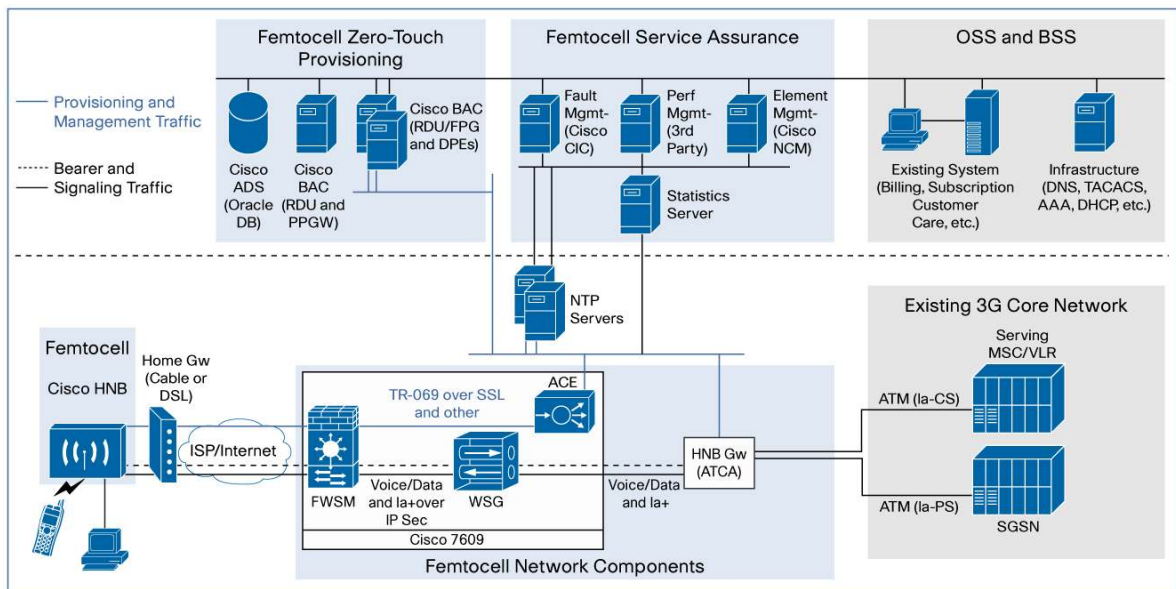 Femtocell Zero-Touch
Provisioning
Femtocell Service Assurance
OSS and BSS
Provisioning and
Management Traffic
Bearer and
Signaling Traffic
Cisco
ADS
(Oracle
DB)
Cisco
BAC
(RDU and
PPGW)
Cisco BAC
(RDU/FPG
and DPEs)
Fault
Mgmt-
(Cisco
CIC)
Perf
Mgmt-
(3rd
Party)
Element
Mgmt-
(Cisco
NCM)
Statistics
Server
Existing System
(Billing, Subscription
Customer
Care, etc.)
Infrastructure
(DNS, TACACS,
AAA, DHCP, etc.)
NTP
Servers
Femtocell
Cisco HNB
Home Gw
(Cable or
DSL)
ISP/Internet
TR-069 over SSL
and other
ACE
FWSM
Voice/Data
and Ia+over
IP Sec
WSG
Cisco 7609
Voice/Data
and Ia+
HNB Gw
(ATCA)
Femtocell Network Components
Existing 3G Core Network
Serving
MSC/VLR
ATM (Ia-CS)
ATM (Ia-PS)
SGSN